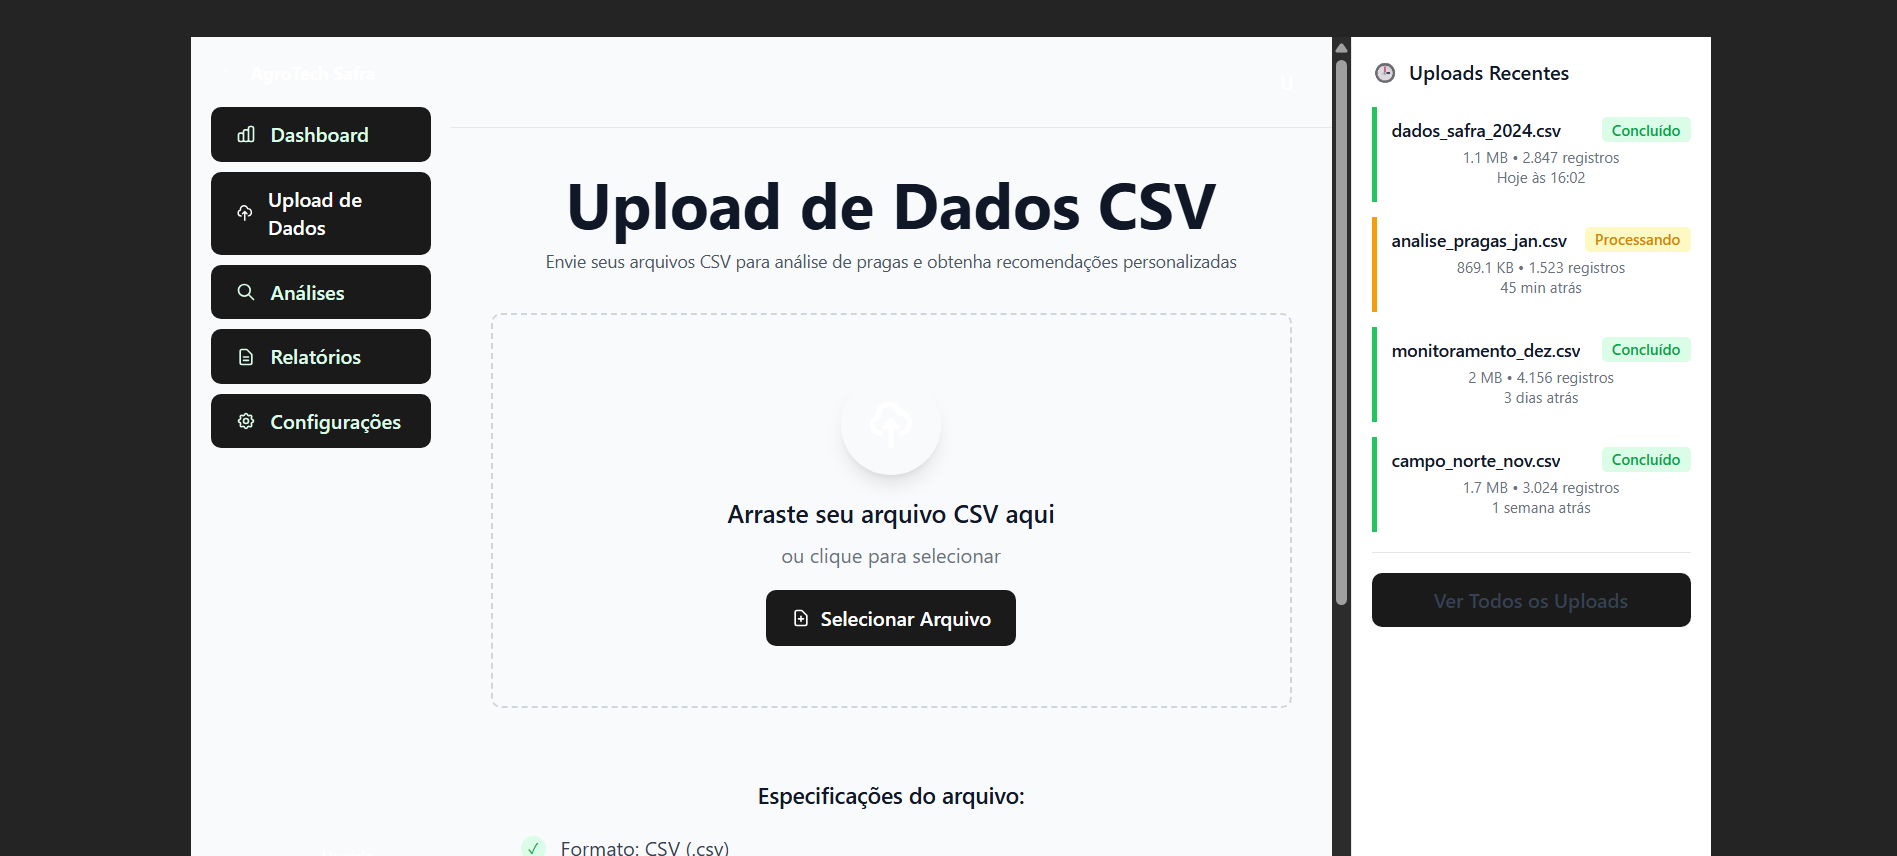 AgroTech Safra
U
Dashboard
Upload de
Dados
Análises
Relatórios
Configurações
Upload de Dados CSV
Envie seus arquivos CSV para análise de pragas e obtenha recomendações personalizadas
Arraste seu arquivo CSV aqui
ou clique para selecionar
Selecionar Arquivo
Especificações do arquivo:
✓ Formato: CSV (.csv)
Uploads Recentes
dados_safra_2024.csv Concluído
1.1 MB • 2.847 registros
Hoje às 16:02
analise_pragas_jan.csv Processando
869.1 KB • 1.523 registros
45 min atrás
monitoramento_dez.csv Concluído
2 MB • 4.156 registros
3 dias atrás
campo_norte_nov.csv Concluído
1.7 MB • 3.024 registros
1 semana atrás
Ver Todos os Uploads